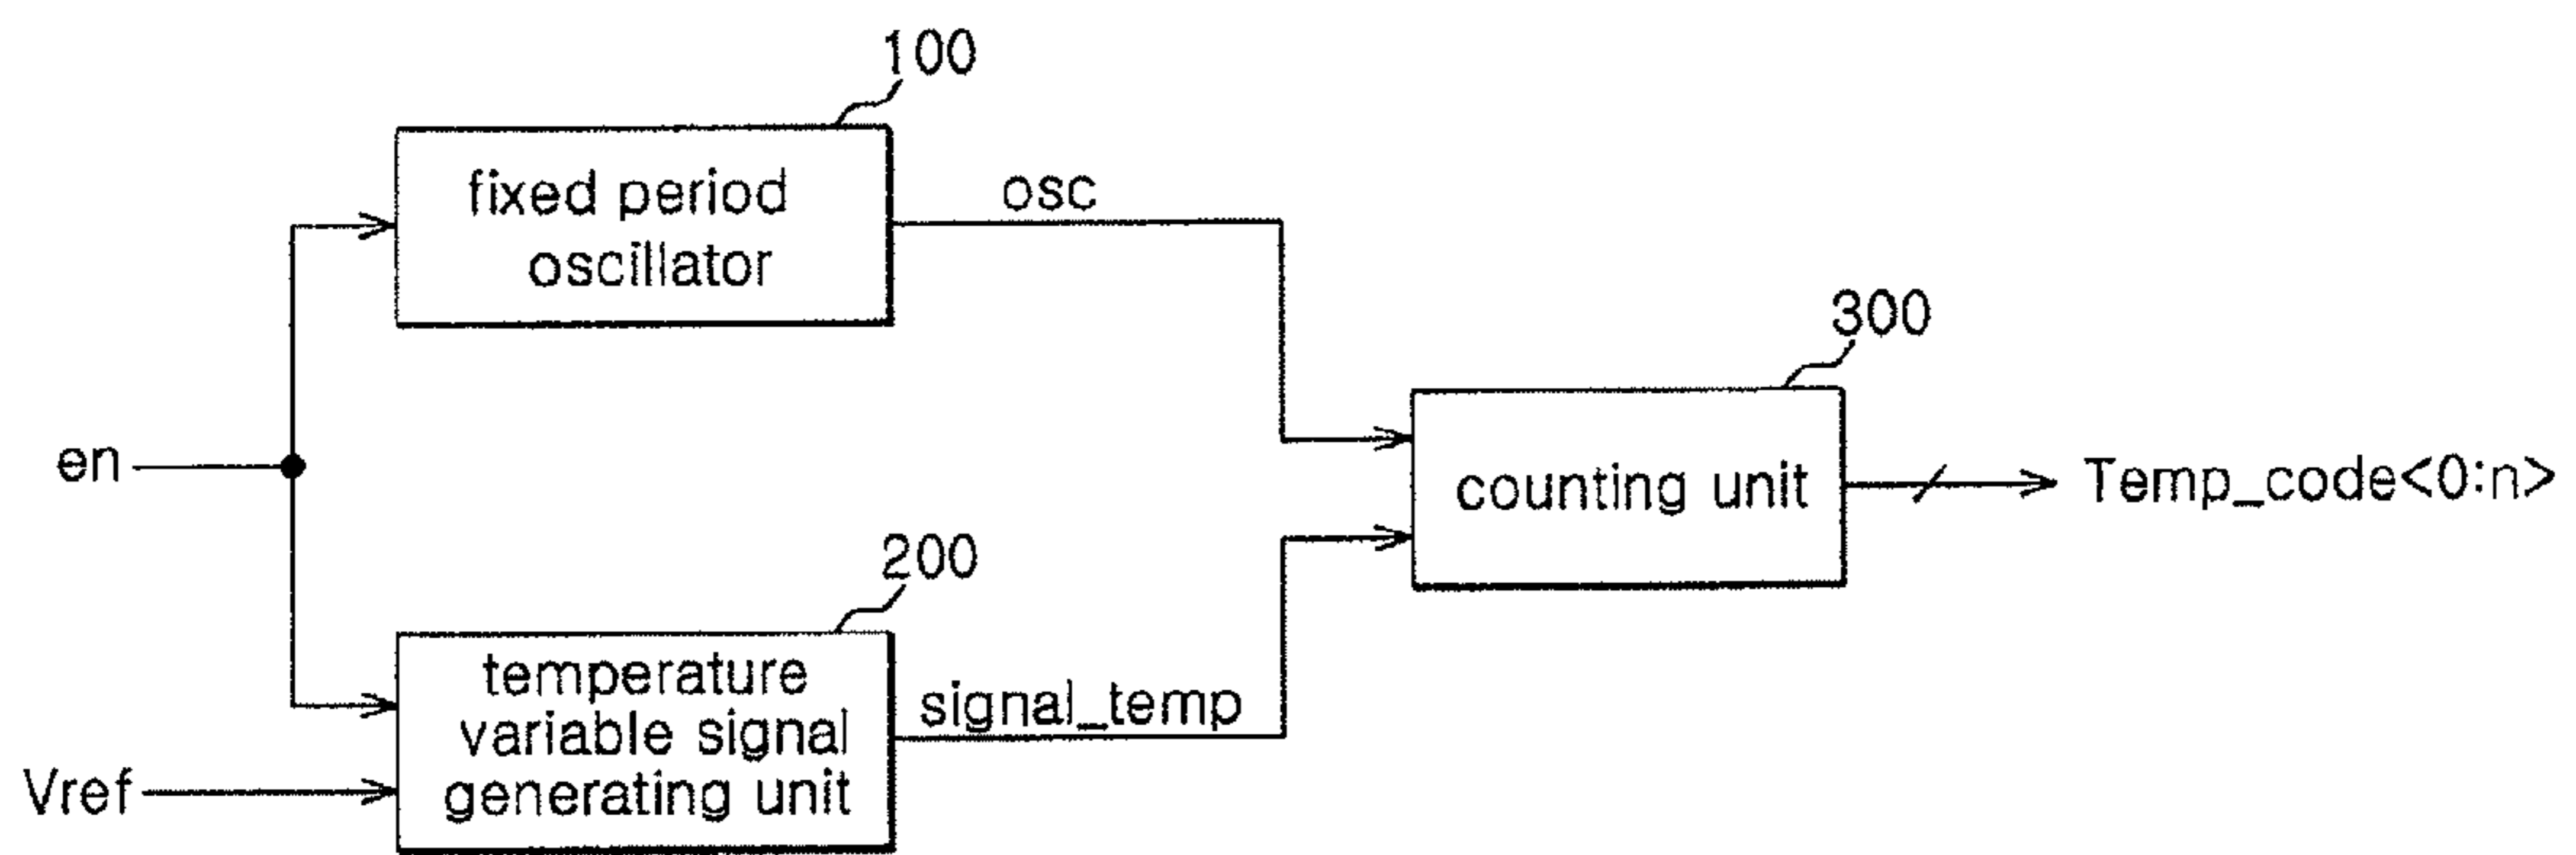 100
fixed period
oscillator
osc
300
en
counting unit
Temp_code<0:n>
200
temperature
variable signal
generating unit
signal_temp
Vref